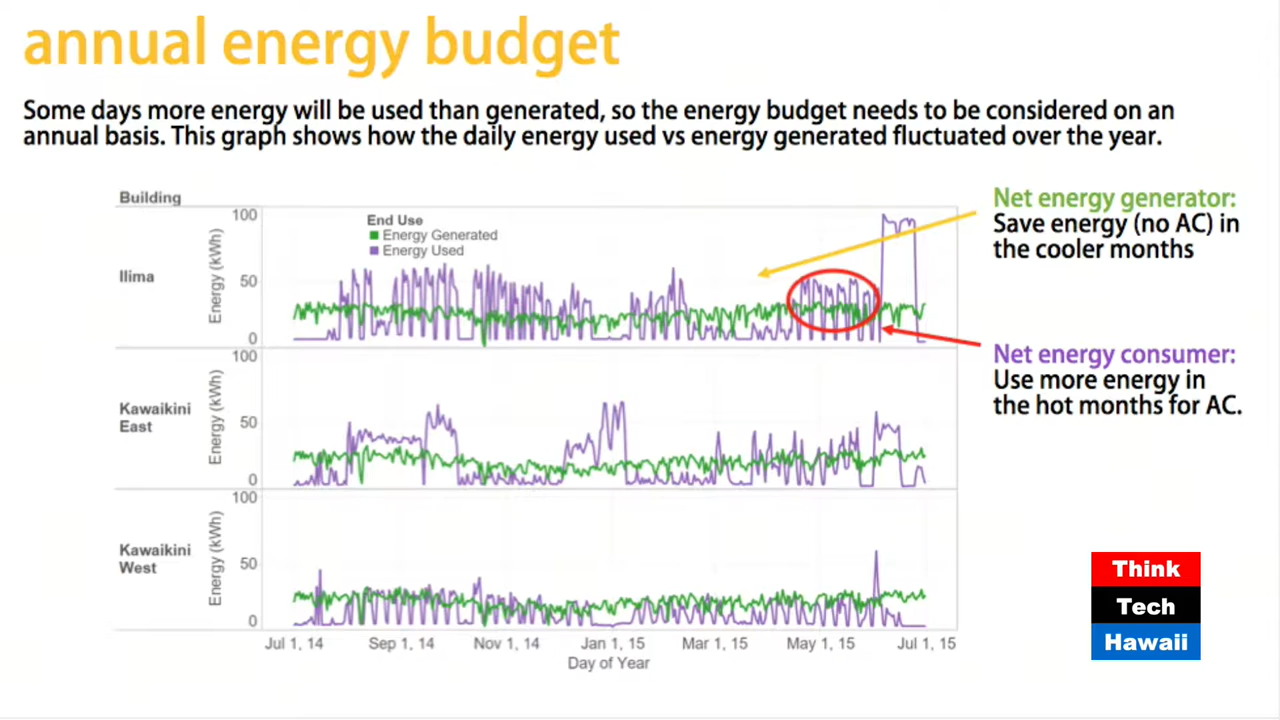 annual energy budget
Some days more energy will be used than generated, so the energy budget needs to be considered on an
annual basis. This graph shows how the daily energy used vs energy generated fluctuated over the year.
Building
Ilima
Energy (kWh)
100
50
0
End Use
Energy Generated
Energy Used
Net energy generator:
Save energy (no AC) in
the cooler months
Net energy consumer:
Use more energy in
the hot months for AC.
Kawaikini
East
Energy (kWh)
100
50
0
Kawaikini
West
Energy (kWh)
100
50
0
Jul 1, 14 Sep 1, 14 Nov 1, 14 Jan 1, 15 Mar 1, 15 May 1, 15 Jul 1, 15
Day of Year
Think
Tech
Hawaii